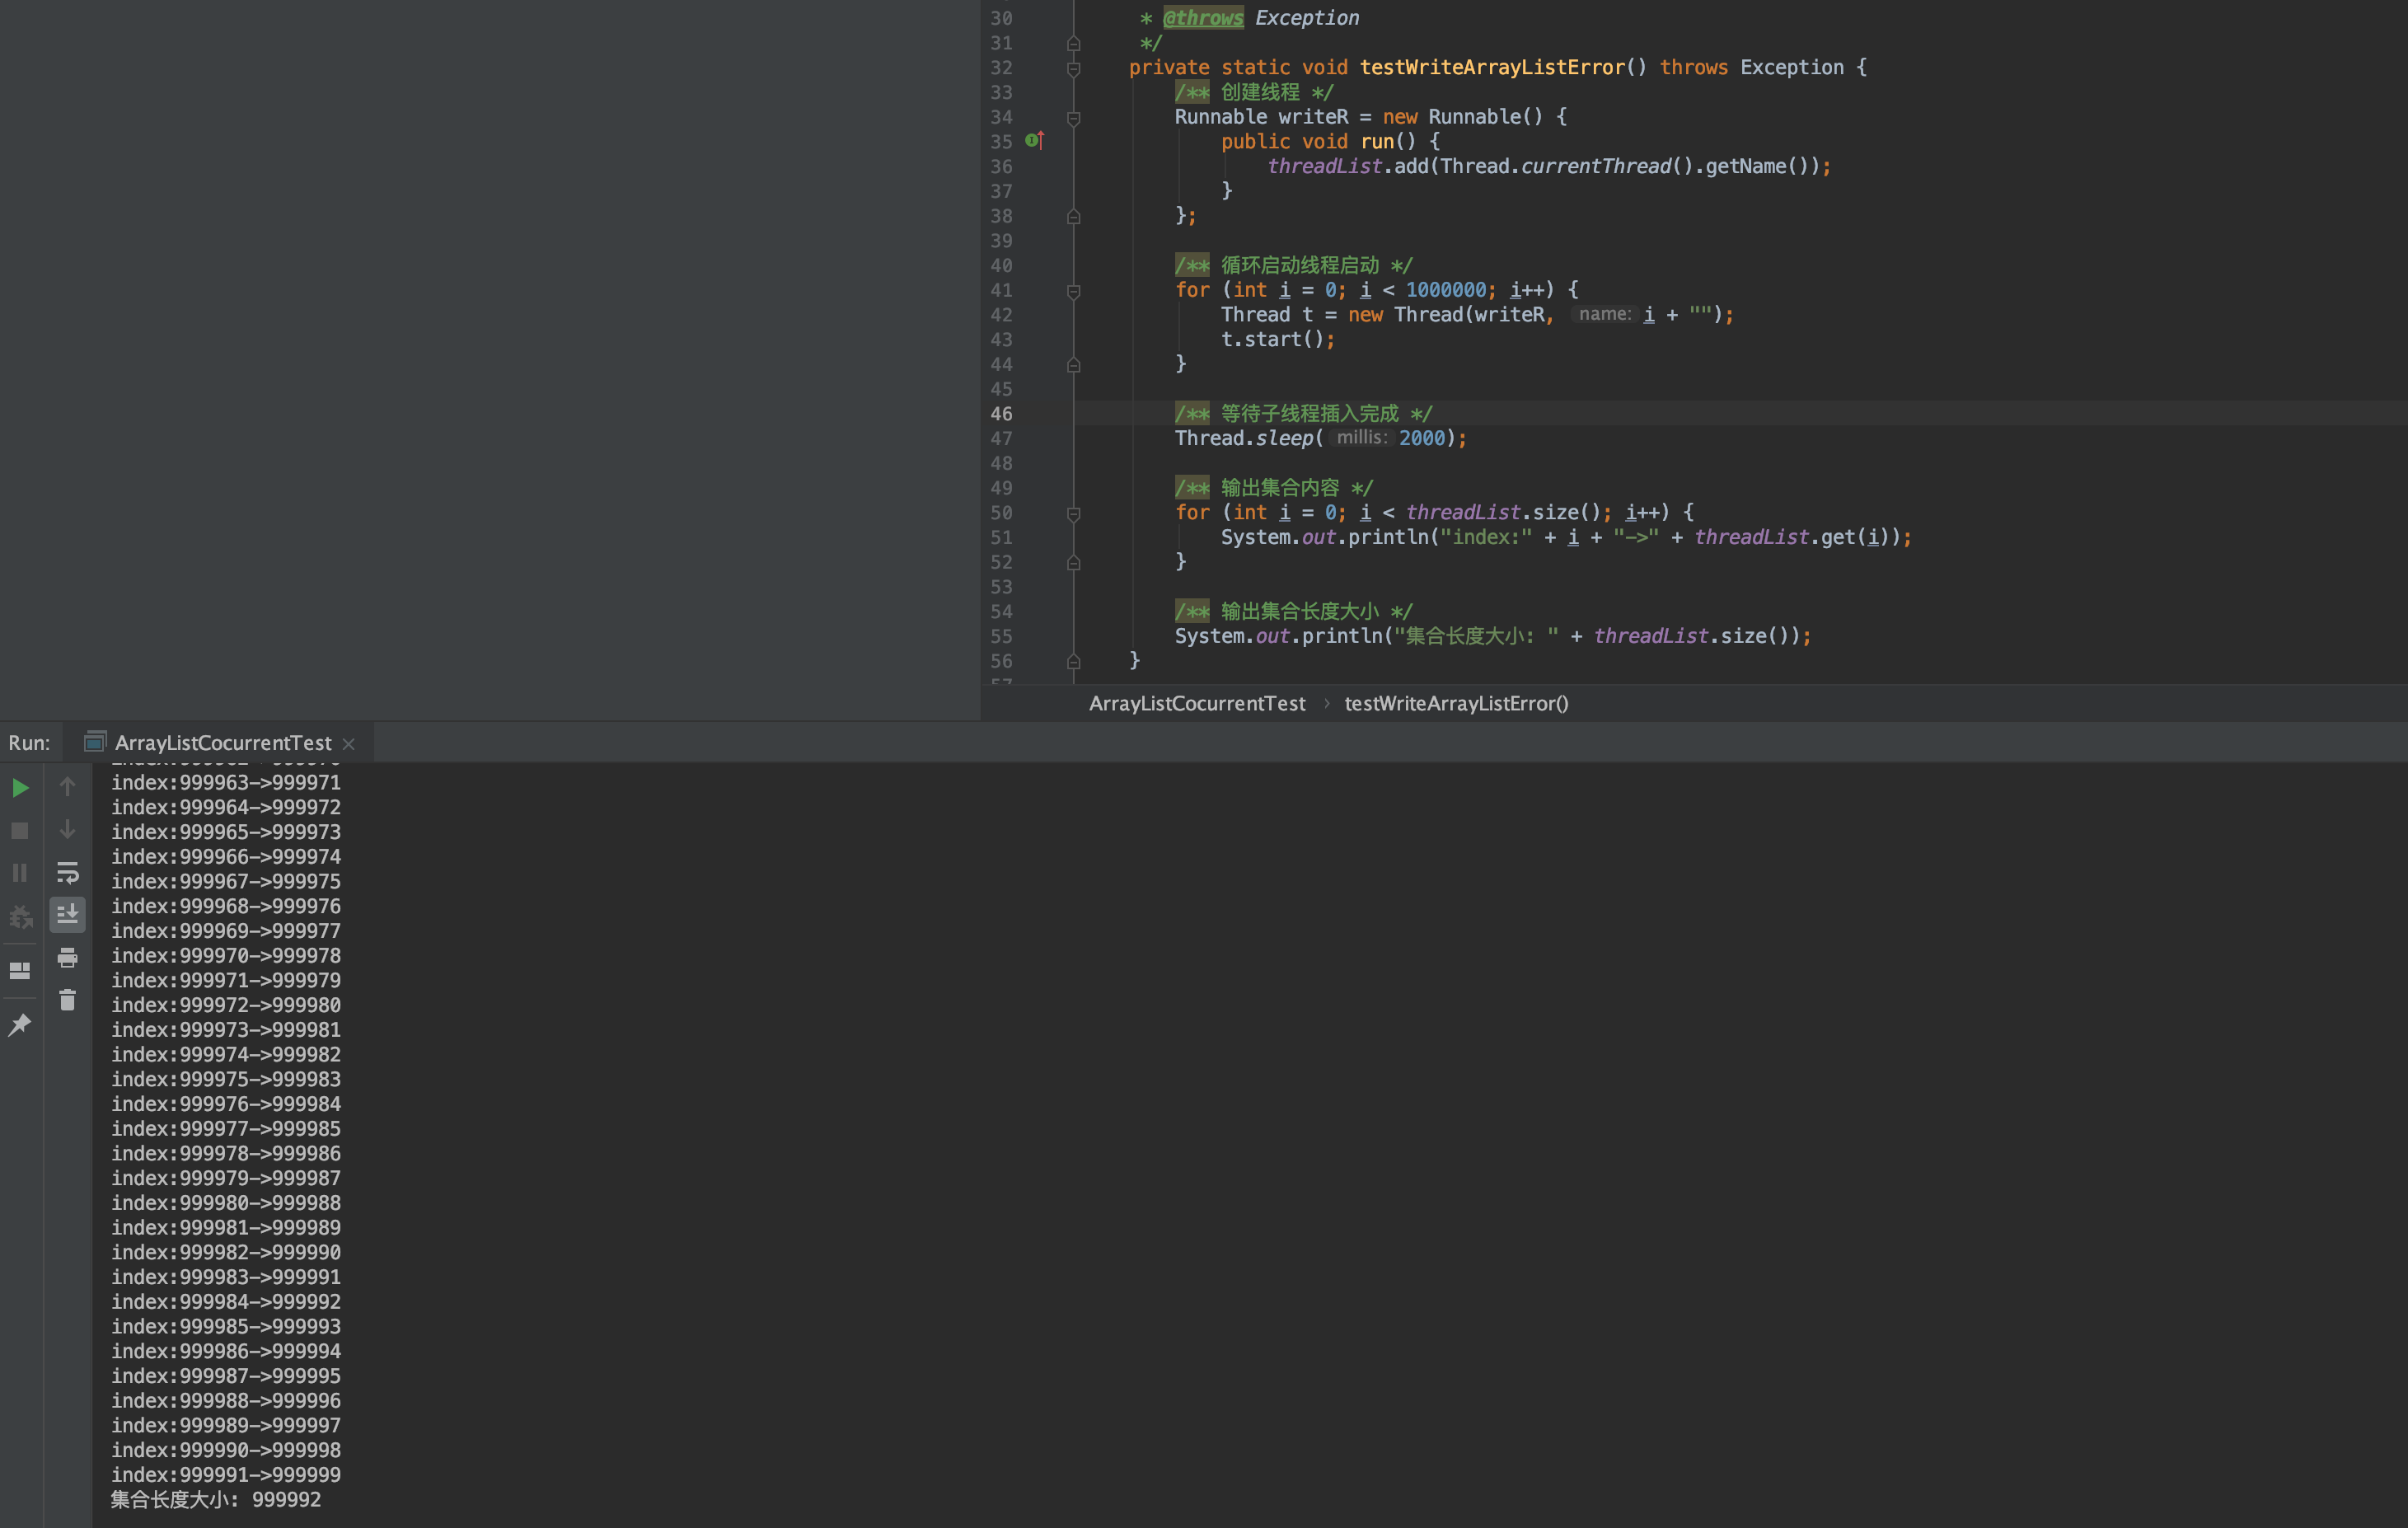 30 * @throws Exception
31 */
32 private static void testWriteArrayListError() throws Exception {
33 /** 创建线程 */
34 Runnable writeR = new Runnable() {
35 public void run() {
36 threadList.add(Thread.currentThread().getName());
37 }
38 };
39
40 /** 循环启动线程启动 */
41 for (int i = 0; i < 1000000; i++) {
42 Thread t = new Thread(writeR, name: i + "");
43 t.start();
44 }
45
46 /** 等待子线程插入完成 */
47 Thread.sleep( millis: 2000);
48
49 /** 输出集合内容 */
50 for (int i = 0; i < threadList.size(); i++) {
51 System.out.println("index:" + i + "->" + threadList.get(i));
52 }
53
54 /** 输出集合长度大小 */
55 System.out.println("集合长度大小: " + threadList.size());
56 }
57
ArrayListCocurrentTest › testWriteArrayListError()
Run: ArrayListCocurrentTest ×
index:999963->999971
index:999964->999972
index:999965->999973
index:999966->999974
index:999967->999975
index:999968->999976
index:999969->999977
index:999970->999978
index:999971->999979
index:999972->999980
index:999973->999981
index:999974->999982
index:999975->999983
index:999976->999984
index:999977->999985
index:999978->999986
index:999979->999987
index:999980->999988
index:999981->999989
index:999982->999990
index:999983->999991
index:999984->999992
index:999985->999993
index:999986->999994
index:999987->999995
index:999988->999996
index:999989->999997
index:999990->999998
index:999991->999999
集合长度大小: 999992